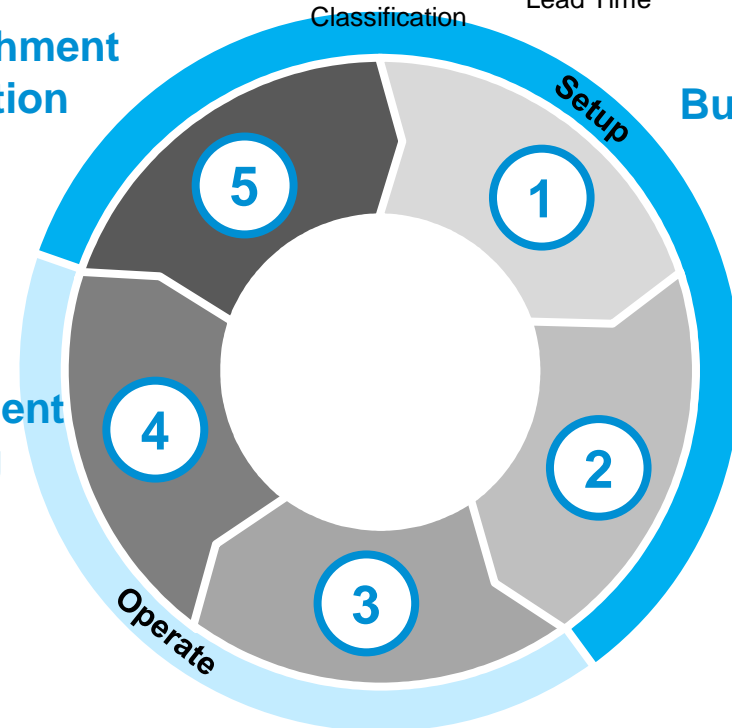 Classification
Lead Time
hment
tion
Setup
Bu
5
1
ent
4
2
3
Operate